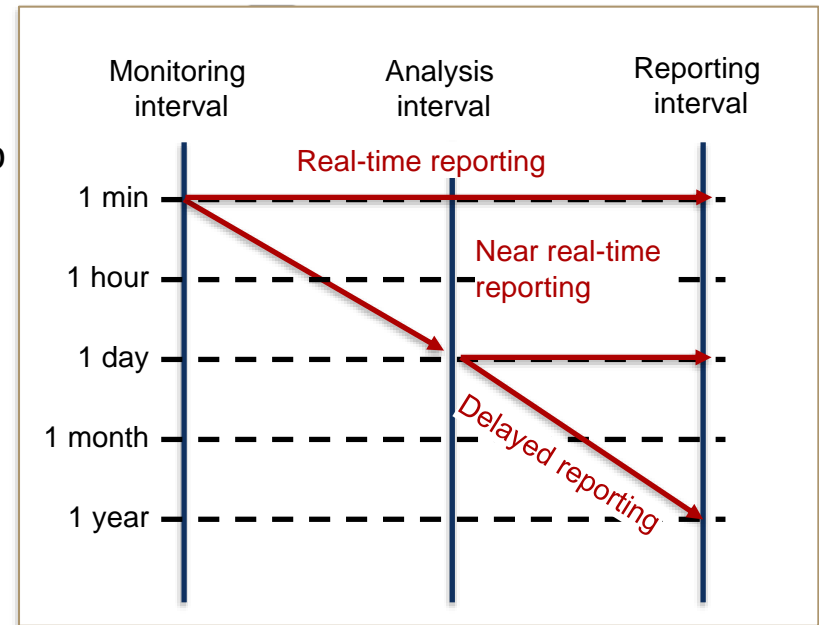 Monitoring
interval
Analysis
interval
Reporting
interval
Real-time reporting
1 min
Near real-time
reporting
1 hour
1 day
Delayed reporting
1 month
1 year